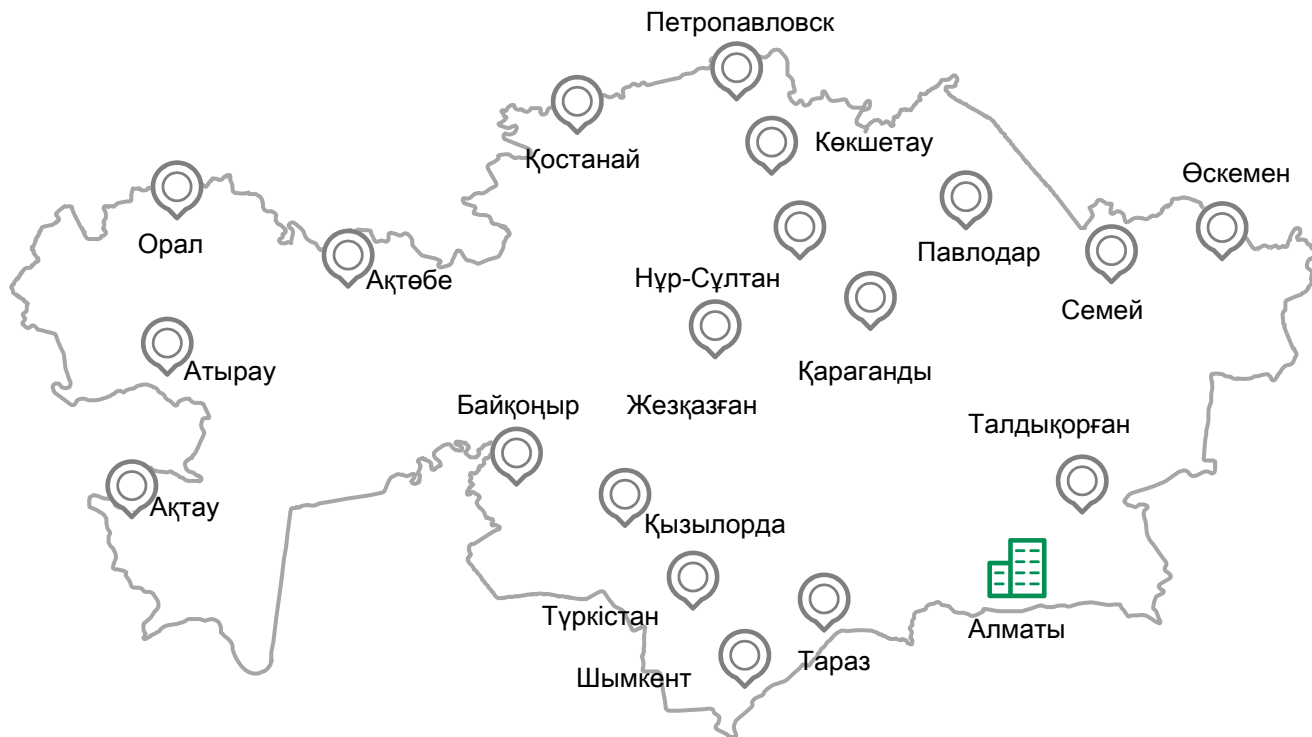 Петропавловск
Қостанай
Көкшетау
Өскемен
Орал
Павлодар
Ақтөбе
Нұр-Сұлтан
Семей
Атырау
Қараганды
Байқоңыр
Жезқазған
Талдықорған
Ақтау
Қызылорда
Түркістан
Алматы
Тараз
Шымкент